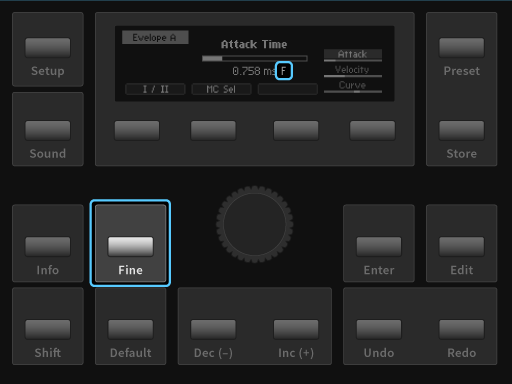 Setup
Evelope A
Attack Time
0.758 ms F
Attack
Velocity
Curve
I / II
MC Sel
Preset
Sound
Store
Info
Fine
Enter
Edit
Shift
Default
Dec (–)
Inc (+)
Undo
Redo